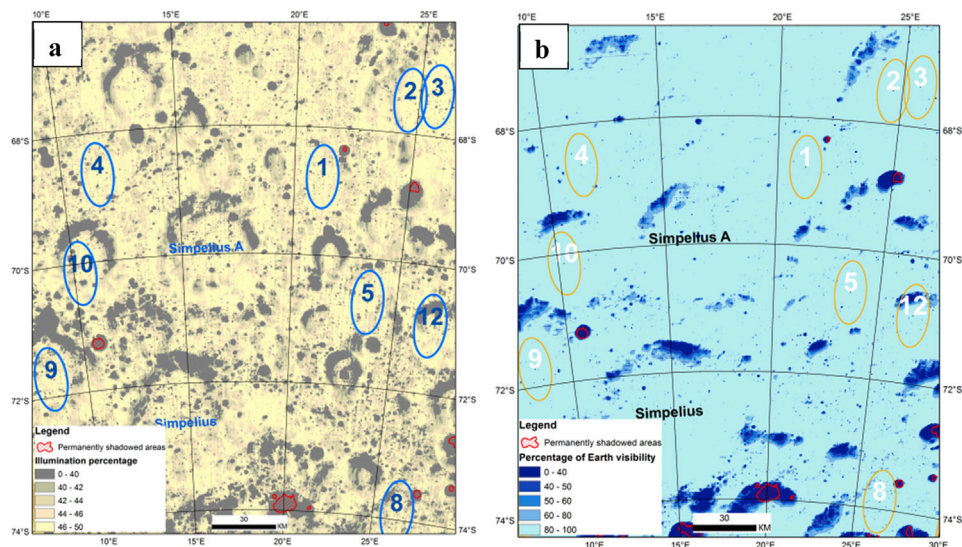 a
15°E
20°E
25°E
2
3
68°S
4
1
Simpelius A
70°S
10
5
12
9
72°S
Simpelius
Legend
Permanently shadowed areas
Illumination percentage
0 - 40
40 - 42
42 - 44
44 - 46
46 - 50
8
30
KM
74°S
10°E
15°E
20°E
25°E
b
15°E
20°E
25°E
2
3
68°S
68°S
4
1
Simpelius A
70°S
70°S
10
5
12
9
72°S
72°S
Simpelius
Legend
Permanently shadowed areas
Percentage of Earth visibility
0 - 40
40 - 50
50 - 60
60 - 80
80 - 100
8
30
KM
74°S
74°S
10°E
15°E
20°E
25°E
30°E